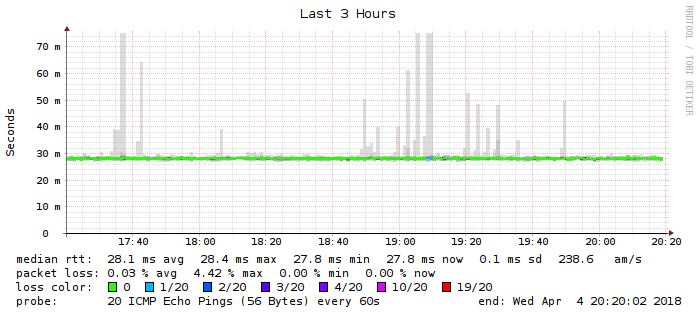 Last 3 Hours
RRDTOOL / TOBI OETIKER
Seconds
70 m
60 m
50 m
40 m
30 m
20 m
10 m
0
17:40 18:00 18:20 18:40 19:00 19:20 19:40 20:00 20:20
median rtt: 28.1 ms avg 28.4 ms max 27.8 ms min 27.8 ms now 0.1 ms sd 238.6 am/s
packet loss: 0.03 % avg 4.42 % max 0.00 % min 0.00 % now
loss color: 0 1/20 2/20 3/20 4/20 10/20 19/20
probe: 20 ICMP Echo Pings (56 Bytes) every 60s end: Wed Apr 4 20:20:02 2018